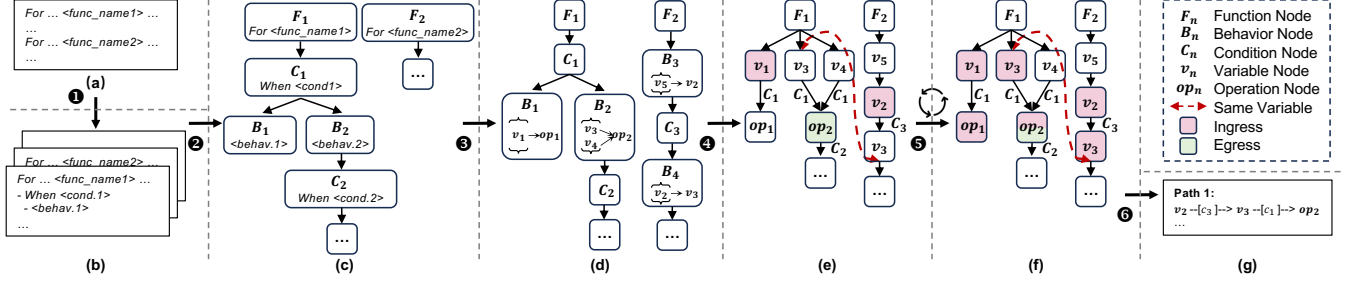 For ... <func_name1> ...
...
For ... <func_name2> ...
...
(a)
❶
For ...
For ... <func_name2> ...
For ... <func_name1> ...
- When <cond.1>
- <behav.1>
...
(b)
❷
F1
For <func_name1>
F2
For <func_name2>
...
C1
When <cond1>
B1
<behav.1>
B2
<behav.2>
C2
When <cond.2>
...
(c)
❸
F1
C1
B1
v1 → op1
B2
v3
v4
op2
C2
...
F2
B3
v5 → v2
C3
B4
v2 → v3
...
(d)
❹
F1
v1
v3
v4
C1
C1
C1
op1
op2
C2
...
F2
v5
v2
C3
v3
...
(e)
❺
F1
v1
v3
v4
C1
C1
C1
op1
op2
C2
...
F2
v5
v2
C3
v3
...
(f)
❻
Fn Function Node
Bn Behavior Node
Cn Condition Node
vn Variable Node
opn Operation Node
Same Variable
Ingress
Egress
Path 1:
v2 --[c3]--> v3 --[c1]--> op2
...
(g)